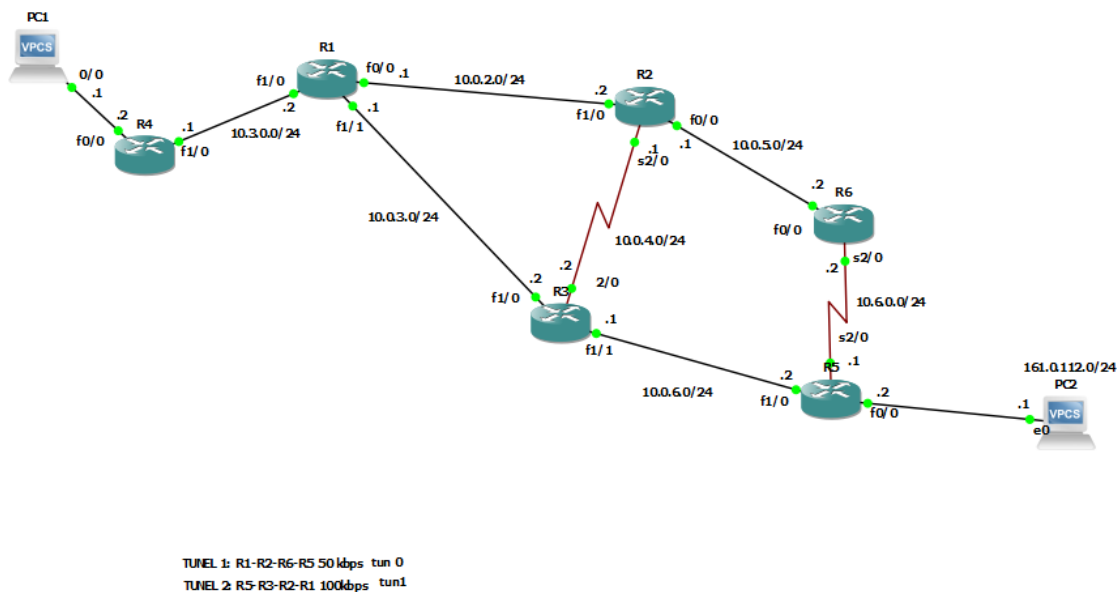 PC1
VPCS
0/0
.1
.2
f0/0
R4
.1
f1/0
10.3.0.0/24
f1/0
.2
R1
f0/0
.1
.1
f1/1
10.0.2.0/24
R2
.2
f1/0
f0/0
.1
.1
s2/0
10.0.5.0/24
.2
R6
f0/0
s2/0
.2
10.0.3.0/24
10.0.4.0/24
.2
2/0
.2
f1/0
R3
.1
f1/1
10.6.0.0/24
s2/0
.1
R5
10.0.6.0/24
.2
f1/0
.2
f0/0
161.0.112.0/24
PC2
.1
e0
VPCS
TUNEL 1: R1-R2-R6-R5 50 kbps tun 0
TUNEL 2: R5-R3-R2-R1 100kbps tun1